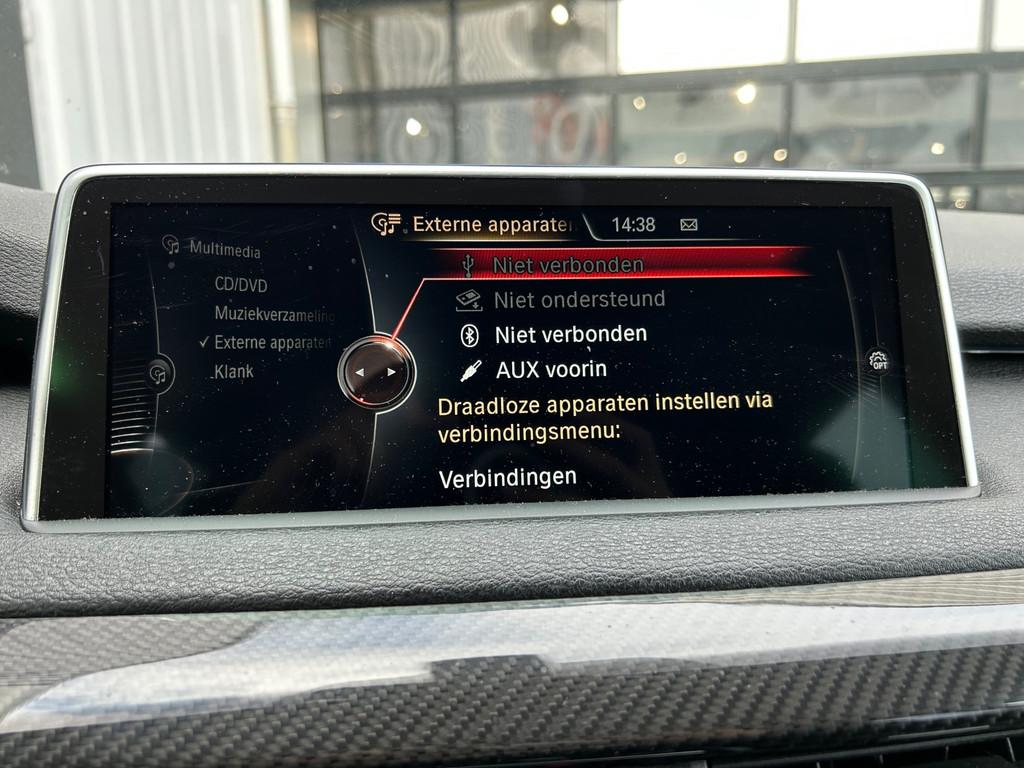 Externe apparaten
14:38
Multimedia
CD/DVD
Muziekverzameling
Externe apparaten
Klank
Niet verbonden
Niet ondersteund
Niet verbonden
AUX voorin
Draadloze apparaten instellen via
verbindingsmenu:
Verbindingen
OPT